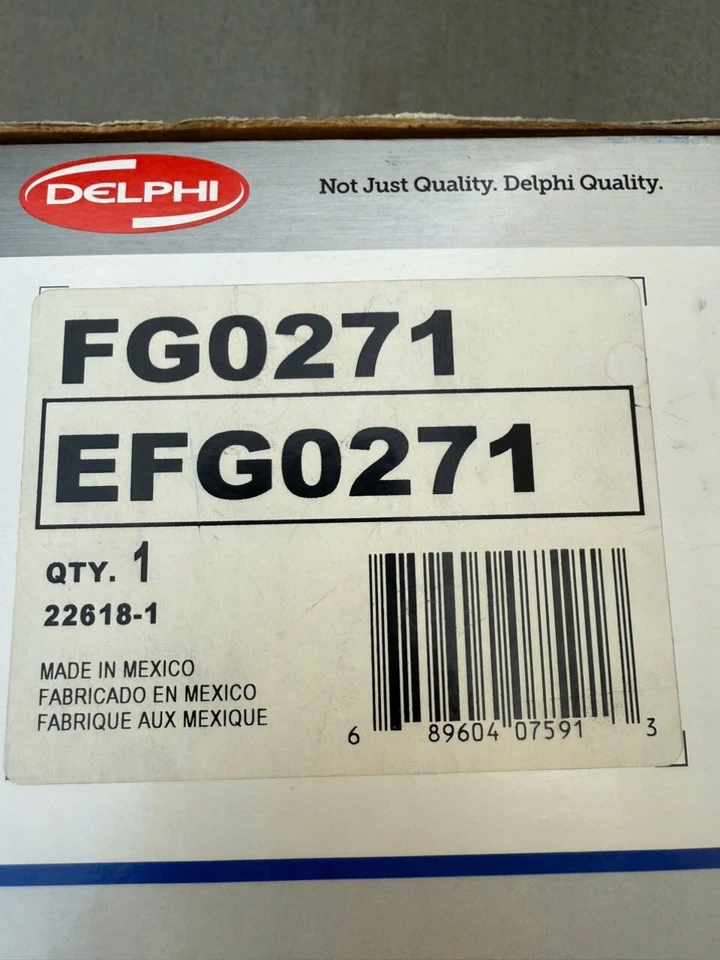 DELPHI
Not Just Quality. Delphi Quality.
FG0271
EFG0271
QTY. 1
22618-1
MADE IN MEXICO
FABRICADO EN MEXICO
FABRIQUE AUX MEXIQUE
6 89604 07591 3